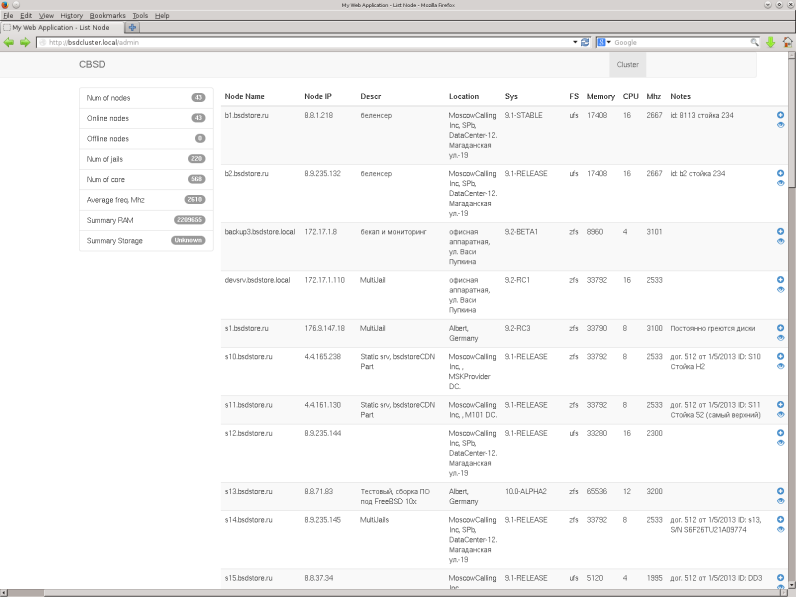 My Web Application - List Node - Mozilla Firefox
File Edit View History Bookmarks Tools Help
My Web Application - List Node
http://bsdcluster.local/admin Google
CBSD Cluster
Num of nodes 43
Online nodes 43
Offline nodes 0
Num of jails 220
Num of core 568
Average freq. Mhz 2610
Summary RAM 2209655
Summary Storage Unknown
Node Name Node IP Descr Location Sys FS Memory CPU Mhz Notes
b1.bsdstore.ru 8.8.1.218 беленсер MoscowCalling 9.1-STABLE ufs 17408 16 2667 id: 8113 стойка 234
Inc, SPb,
DataCenter-12.
Магаданская
ул.-19
b2.bsdstore.ru 8.9.235.132 беленсер MoscowCalling 9.1-RELEASE ufs 17408 16 2667 id: b2 стойка 234
Inc, SPb,
DataCenter-12.
Магаданская
ул.-19
backup3.bsdstore.local 172.17.1.8 бекап и мониторинг офисная 9.2-BETA1 zfs 8960 4 3101
аппаратная,
ул. Васи
Пупкина
devsrv.bsdstore.local 172.17.1.110 MultiJail офисная 9.2-RC1 zfs 33792 16 2533
аппаратная,
ул. Васи
Пупкина
s1.bsdstore.ru 176.9.147.18 MultiJail Albert, 9.2-RC3 zfs 33790 8 3100 Постоянно греются диски
Germany
s10.bsdstore.ru 4.4.165.238 Static srv, bsdstoreCDN MoscowCalling 9.1-RELEASE zfs 33792 8 2533 дог. 512 от 1/5/2013 ID: S10
Part Inc, , Стойка H2
MSKProvider
DC.
s11.bsdstore.ru 4.4.161.130 Static srv, bsdstoreCDN MoscowCalling 9.1-RELEASE zfs 33792 8 2533 дог. 512 от 1/5/2013 ID: S11
Part Inc, , M101 DC. Стойка S2 (самый верхний)
s12.bsdstore.ru 8.9.235.144 MoscowCalling 9.1-RELEASE ufs 33280 16 2300
Inc, SPb,
DataCenter-12.
Магаданская
ул.-19
s13.bsdstore.ru 8.8.71.83 Тестовый, сборка ПО Albert, 10.0-ALPHA2 zfs 65536 12 3200
под FreeBSD 10x Germany
s14.bsdstore.ru 8.9.235.145 MultiJails MoscowCalling 9.1-RELEASE zfs 33792 8 2533 дог. 512 от 1/5/2013 ID: s13,
Inc, SPb, S/N S6F26TU21A09774
DataCenter-12.
Магаданская
ул.-19
s15.bsdstore.ru 8.8.37.34 MoscowCalling 9.1-RELEASE ufs 5120 4 1995 дог. 512 от 1/5/2013 ID: DD3
Inc,